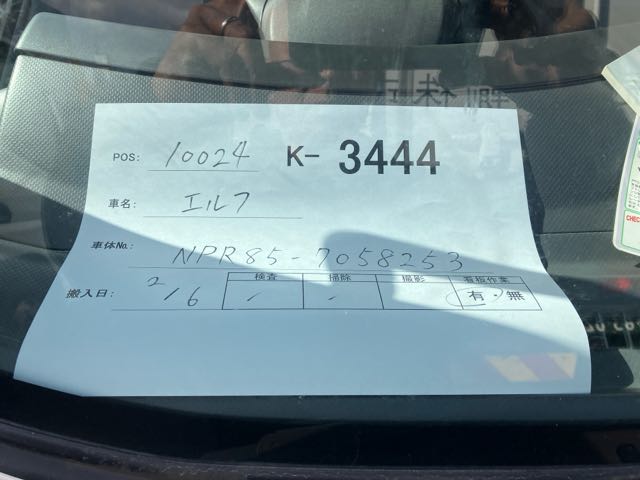 POS: 10024 K- 3444
車名: エルフ
車体No. NPR85-7058253
検査 掃除 撮影 看板作業
搬入日: 2/6 有・無
CHEC